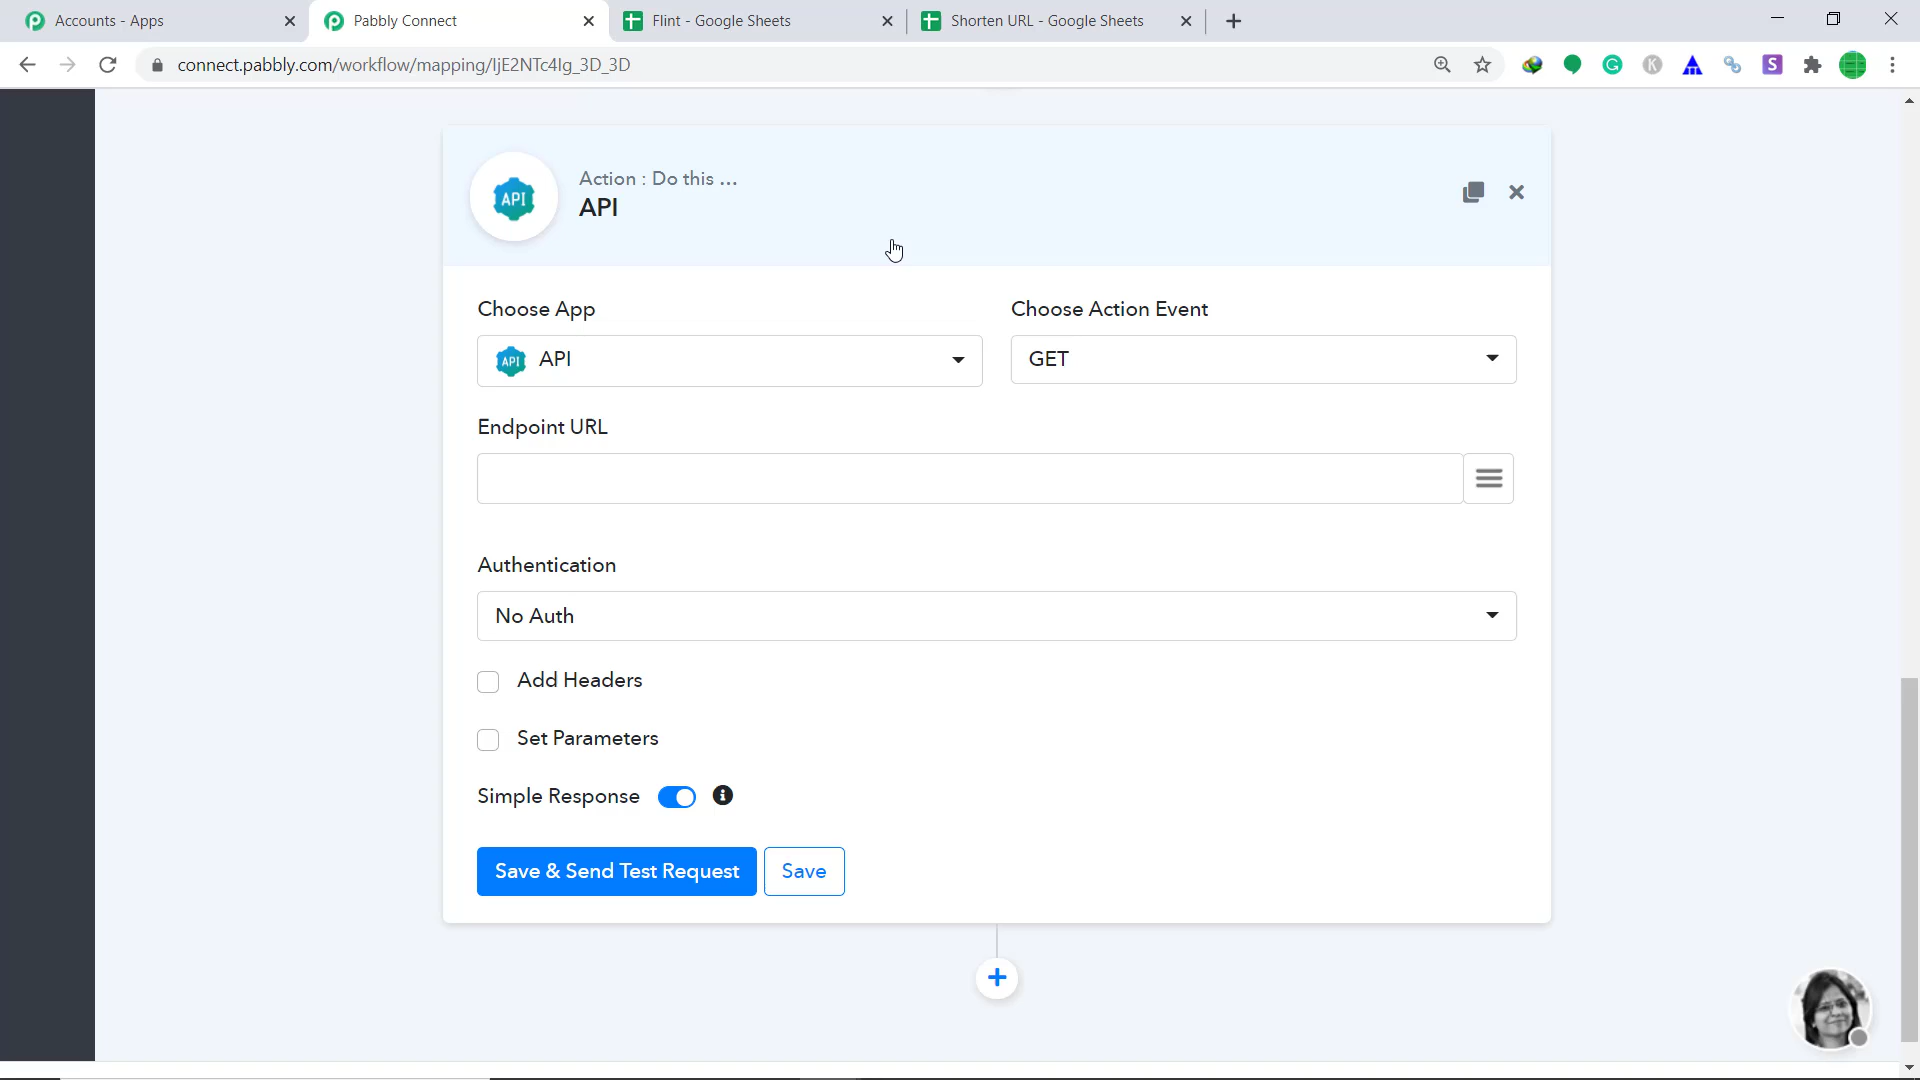 Accounts - Apps
Pabbly Connect
Flint - Google Sheets
Shorten URL - Google Sheets
connect.pabbly.com/workflow/mapping/IjE2NTc4Ig_3D_3D
Action : Do this ...
API
API
Choose App
Choose Action Event
API
API
GET
Endpoint URL
Authentication
No Auth
Add Headers
Set Parameters
Simple Response
Save & Send Test Request
Save